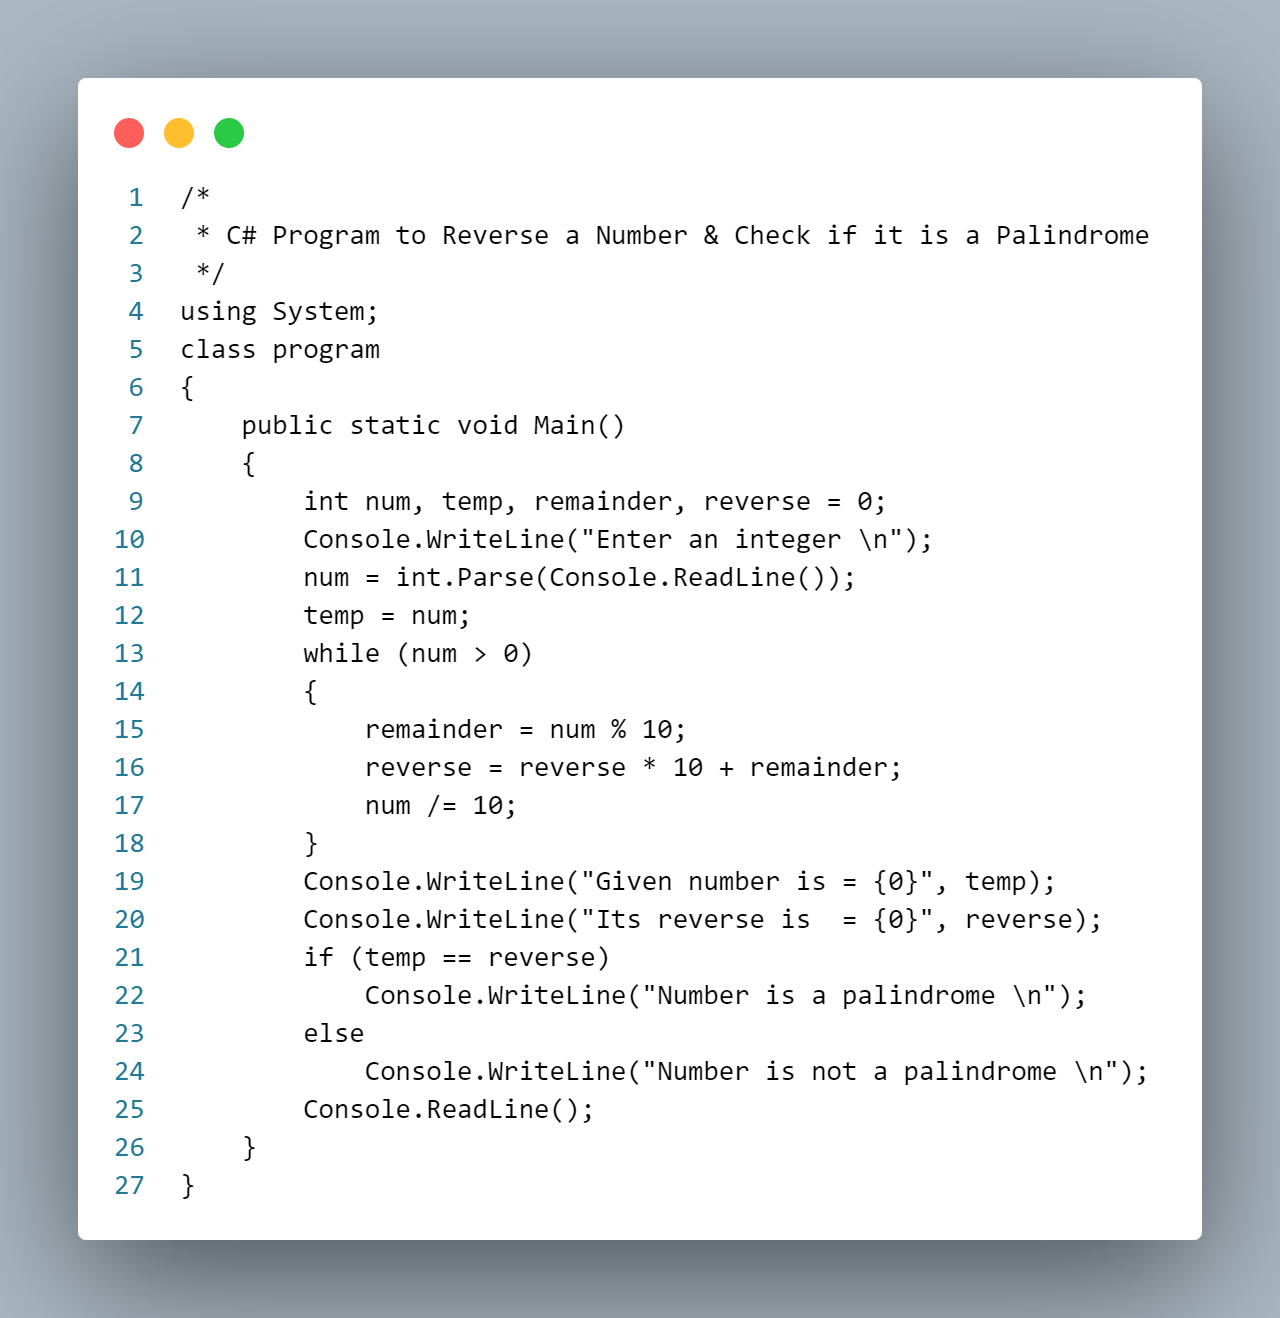 1 /*
2  * C# Program to Reverse a Number & Check if it is a Palindrome
3  */
4 using System;
5 class program
6 {
7     public static void Main()
8     {
9         int num, temp, remainder, reverse = 0;
10         Console.WriteLine("Enter an integer \n");
11         num = int.Parse(Console.ReadLine());
12         temp = num;
13         while (num > 0)
14         {
15             remainder = num % 10;
16             reverse = reverse * 10 + remainder;
17             num /= 10;
18         }
19         Console.WriteLine("Given number is = {0}", temp);
20         Console.WriteLine("Its reverse is  = {0}", reverse);
21         if (temp == reverse)
22             Console.WriteLine("Number is a palindrome \n");
23         else
24             Console.WriteLine("Number is not a palindrome \n");
25         Console.ReadLine();
26     }
27 }